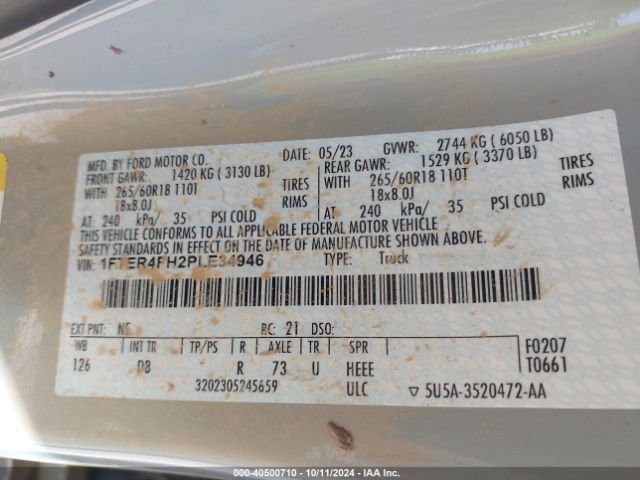 MFD. BY FORD MOTOR CO. DATE: 05/23 GVWR: 2744 KG ( 6050 LB)
FRONT GAWR: 1420 KG ( 3130 LB) REAR GAWR: 1529 KG ( 3370 LB)
WITH 265/60R18 110T TIRES WITH 265/60R18 110T TIRES
18x8.0J RIMS 18x8.0J RIMS
AT 240 kPa/ 35 PSI COLD AT 240 kPa/ 35 PSI COLD
THIS VEHICLE CONFORMS TO ALL APPLICABLE FEDERAL MOTOR VEHICLE
SAFETY STANDARDS IN EFFECT ON THE DATE OF MANUFACTURE SHOWN ABOVE.
VIN: 1FTER4FH2PLE34946 TYPE: Truck
EXT PNT: RC: 21 DSO:
WB INT TR TP/PS R AXLE TR SPR F0207
126 - R 73 U HEEE T0661
3202305245659 ULC ▽ 5U5A-3520472-AA
000-40500710 - 10/11/2024 - IAA Inc.